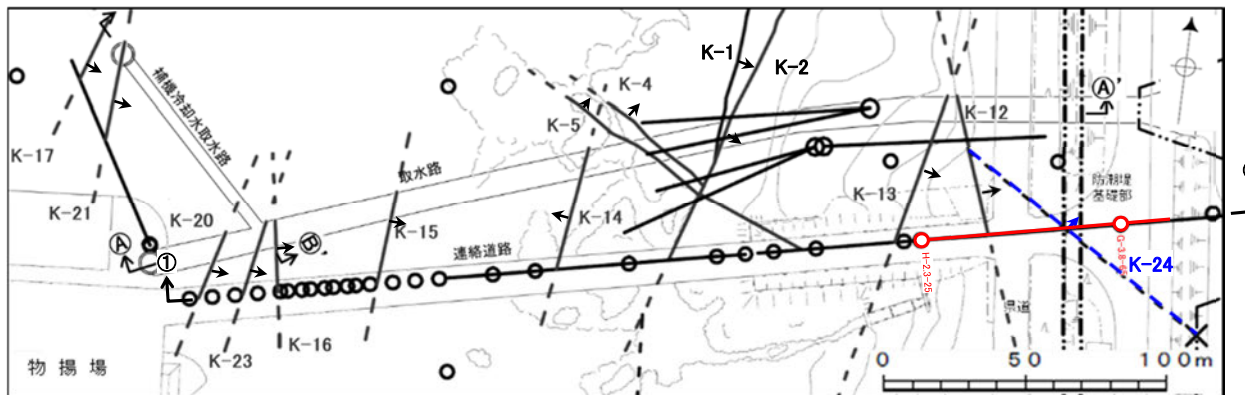 K-1
K-2
K-4
K-5
K-12
K-13
K-14
K-15
K-16
K-17
K-20
K-21
K-23
K-24
補機冷却水取水路
取水路
連絡道路
防潮堤
基礎部
県道
物揚場
H-23-25
Ⓐ
Ⓐ'
Ⓑ
①
0 50 100m